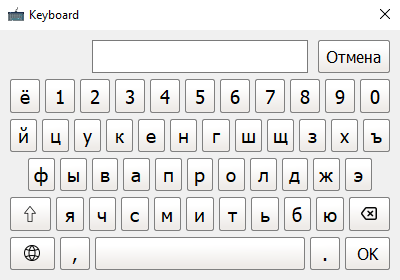 Keyboard
Отмена
ё 1 2 3 4 5 6 7 8 9 0
й ц у к е н г ш щ з х ъ
ф ы в а п р о л д ж э
я ч с м и т ь б ю
, . OK